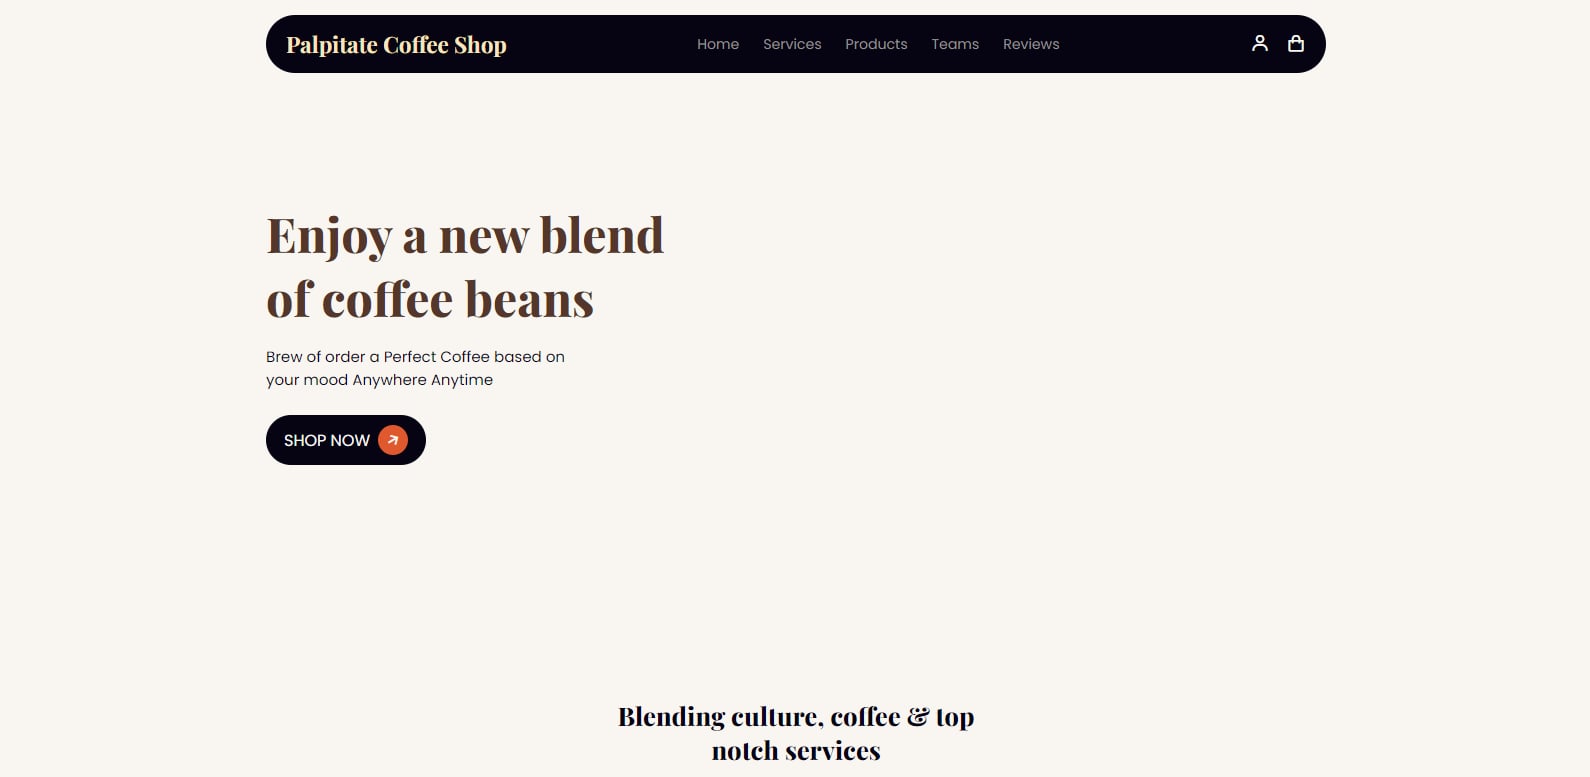 Palpitate Coffee Shop
Home Services Products Teams Reviews
Enjoy a new blend
of coffee beans
Brew of order a Perfect Coffee based on
your mood Anywhere Anytime
SHOP NOW
Blending culture, coffee & top
notch services